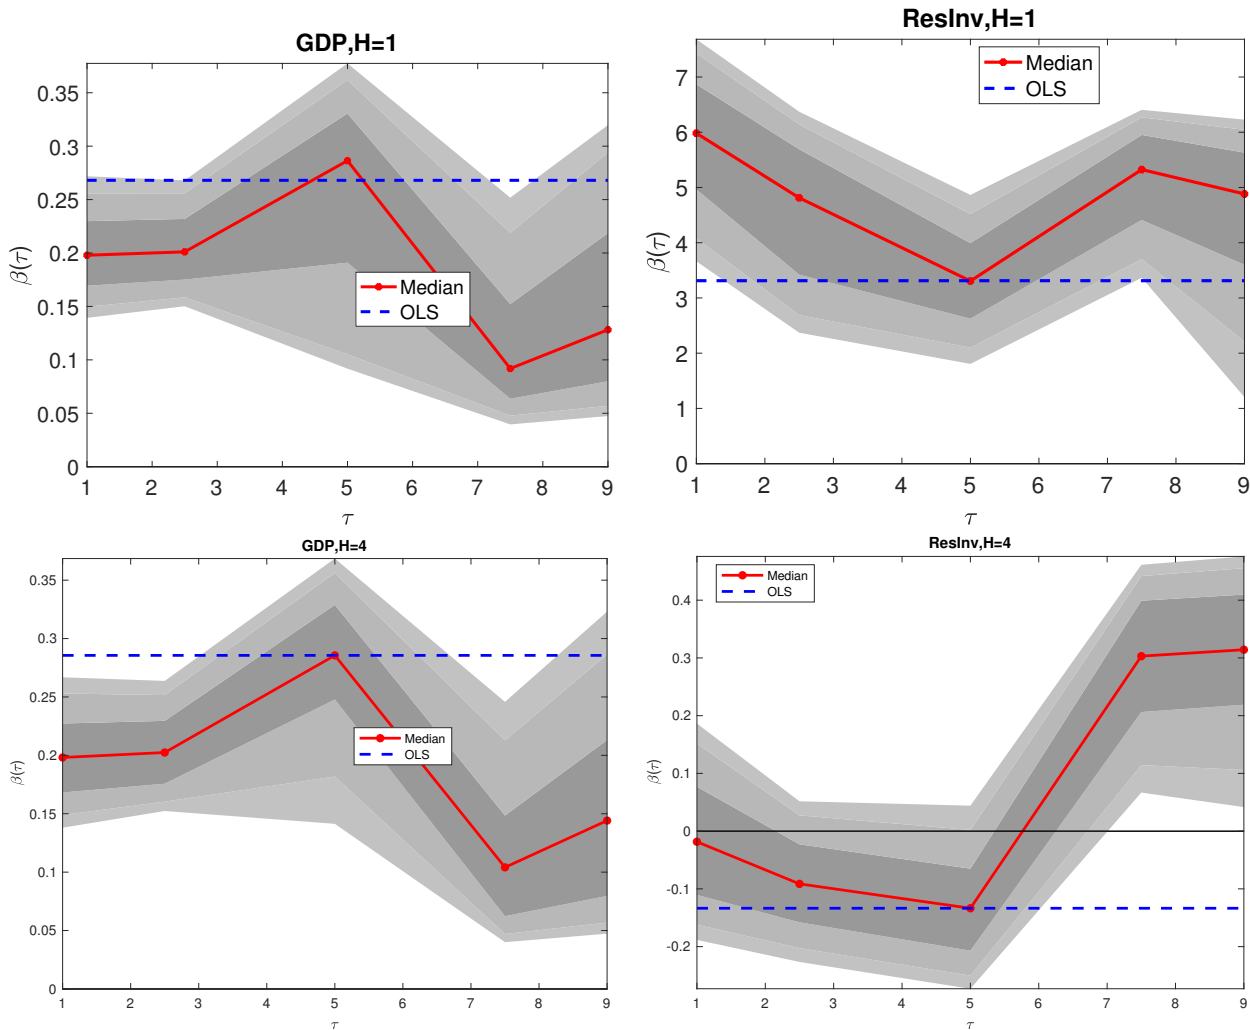 GDP,H=1
0.35
0.3
0.25
0.2
0.15
0.1
0.05
0
β(τ)
Median
OLS
1 2 3 4 5 6 7 8 9
τ
ResInv,H=1
7
6
5
4
3
2
1
0
β(τ)
Median
OLS
1 2 3 4 5 6 7 8 9
τ
GDP,H=4
0.35
0.3
0.25
0.2
0.15
0.1
0.05
0
β(τ)
Median
OLS
1 2 3 4 5 6 7 8 9
τ
ResInv,H=4
0.4
0.3
0.2
0.1
0
-0.1
-0.2
β(τ)
Median
OLS
1 2 3 4 5 6 7 8 9
τ